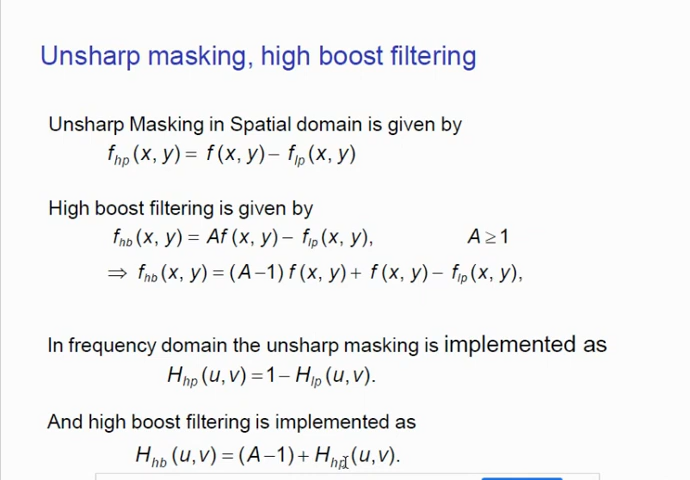 Unsharp masking, high boost filtering
Unsharp Masking in Spatial domain is given by
f_hp (x, y) = f (x, y) − f_lp (x, y)
High boost filtering is given by
f_hb (x, y) = Af (x, y) − f_lp (x, y), A ≥ 1
⇒ f_hb (x, y) = (A−1) f (x, y) + f (x, y) − f_lp (x, y),
In frequency domain the unsharp masking is implemented as
H_hp (u, v) = 1 − H_lp (u, v).
And high boost filtering is implemented as
H_hb (u, v) = (A−1) + H_hp (u, v).